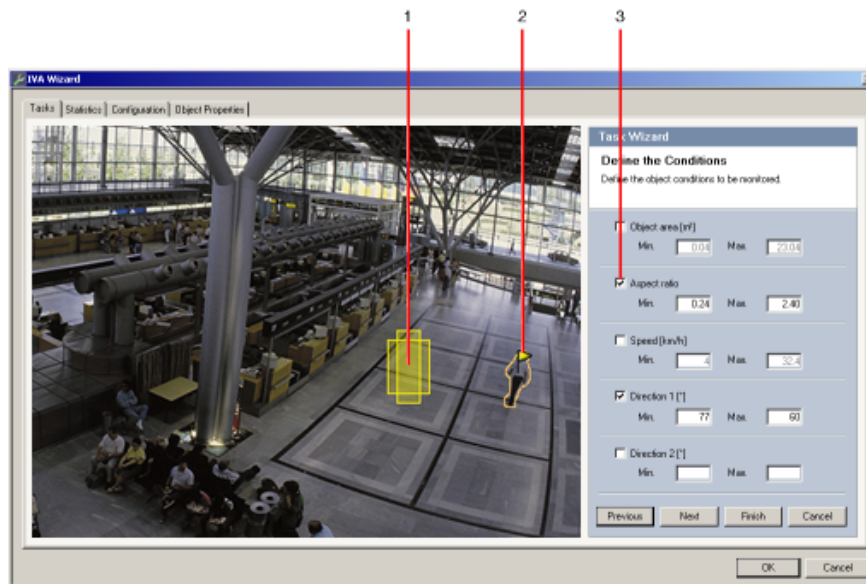 1 2 3
IVA Wizard
Tasks Statistics Configuration Object Properties
Task Wizard
Define the Conditions
Define the object conditions to be monitored.
Object area [m²]
Min. 0.04 Max. 23.04
Aspect ratio
Min. 0.24 Max. 2.40
Speed [km/h]
Min. 4 Max. 32.4
Direction 1 [°]
Min. 77 Max. 60
Direction 2 [°]
Min. Max.
Previous Next Finish Cancel
OK Cancel